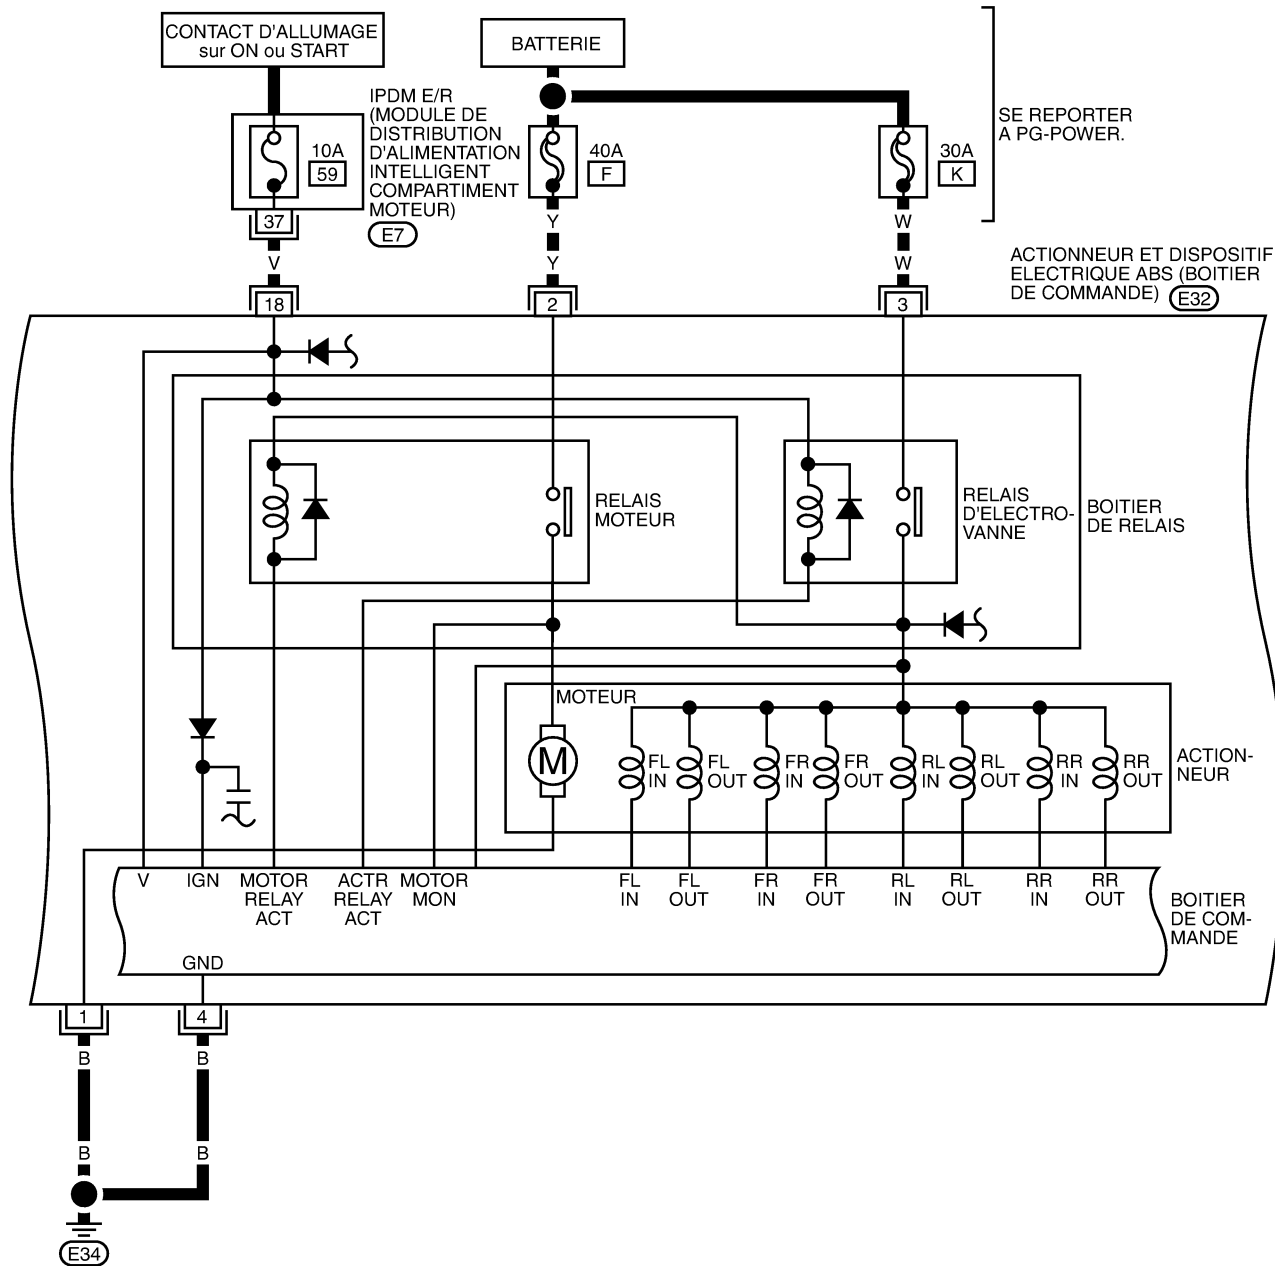 CONTACT D'ALLUMAGE
sur ON ou START
BATTERIE
IPDM E/R
(MODULE DE
DISTRIBUTION
D'ALIMENTATION
INTELLIGENT
COMPARTIMENT
MOTEUR)
E7
10A
59
40A
F
30A
K
SE REPORTER
A PG-POWER.
37
V
Y
Y
W
W
ACTIONNEUR ET DISPOSITIF
ELECTRIQUE ABS (BOITIER
DE COMMANDE)
E32
18
2
3
RELAIS
MOTEUR
RELAIS
D'ELECTRO-
VANNE
BOITIER
DE RELAIS
MOTEUR
M
FL
IN
FL
OUT
FR
IN
FR
OUT
RL
IN
RL
OUT
RR
IN
RR
OUT
ACTION-
NEUR
V
IGN
MOTOR
RELAY
ACT
ACTR
RELAY
ACT
MOTOR
MON
FL
IN
FL
OUT
FR
IN
FR
OUT
RL
IN
RL
OUT
RR
IN
RR
OUT
BOITIER
DE COM-
MANDE
GND
1
4
B
B
B
B
E34